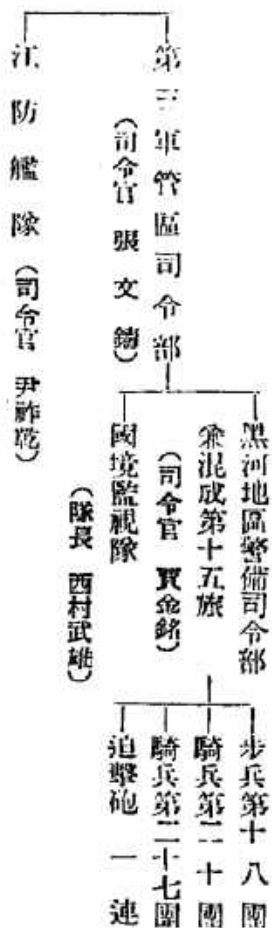 第三軍管區司令部
(司令官 張文鑄)
江防艦隊(司令官 尹祚乾)
黑河地區警備司令部
兼混成第十五旅
(司令官 賈金銘)
國境監視隊
(隊長 西村武雄)
步兵第十八團
騎兵第二十團
騎兵第二十七團
迫擊砲一連